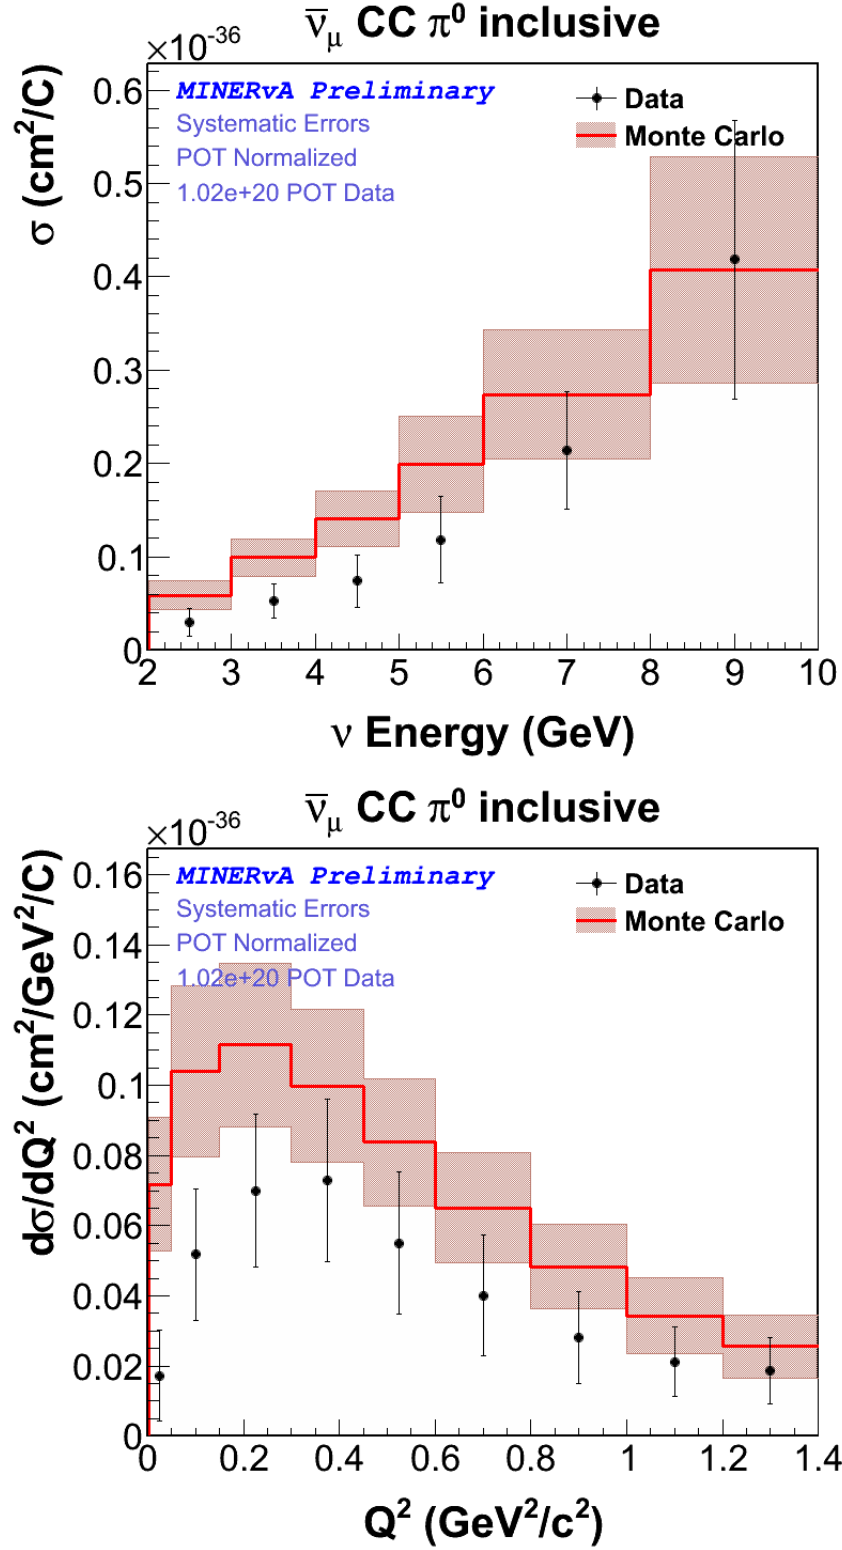 ν̄μ CC π⁰ inclusive
×10⁻³⁶
MINERνA Preliminary
Systematic Errors
POT Normalized
1.02e+20 POT Data
Data
Monte Carlo
σ (cm²/C)
0.6
0.5
0.4
0.3
0.2
0.1
0
2 3 4 5 6 7 8 9 10
ν Energy (GeV)
ν̄μ CC π⁰ inclusive
×10⁻³⁶
MINERνA Preliminary
Systematic Errors
POT Normalized
1.02e+20 POT Data
Data
Monte Carlo
dσ/dQ² (cm²/GeV²/C)
0.16
0.14
0.12
0.1
0.08
0.06
0.04
0.02
0
0 0.2 0.4 0.6 0.8 1 1.2 1.4
Q² (GeV²/c²)